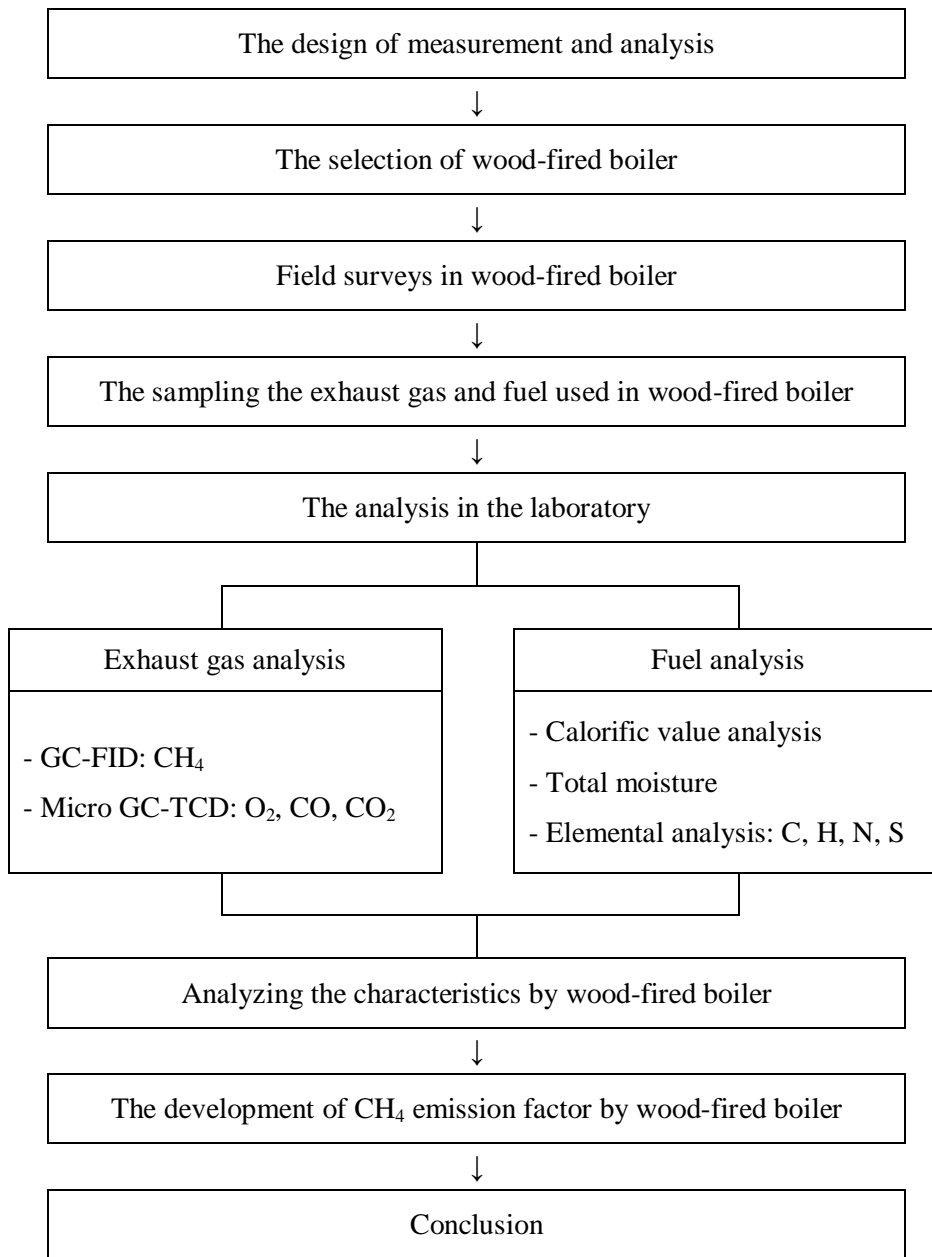 The design of measurement and analysis
↓
The selection of wood-fired boiler
↓
Field surveys in wood-fired boiler
↓
The sampling the exhaust gas and fuel used in wood-fired boiler
↓
The analysis in the laboratory
Exhaust gas analysis
- GC-FID: CH₄
- Micro GC-TCD: O₂, CO, CO₂
Fuel analysis
- Calorific value analysis
- Total moisture
- Elemental analysis: C, H, N, S
Analyzing the characteristics by wood-fired boiler
↓
The development of CH₄ emission factor by wood-fired boiler
↓
Conclusion